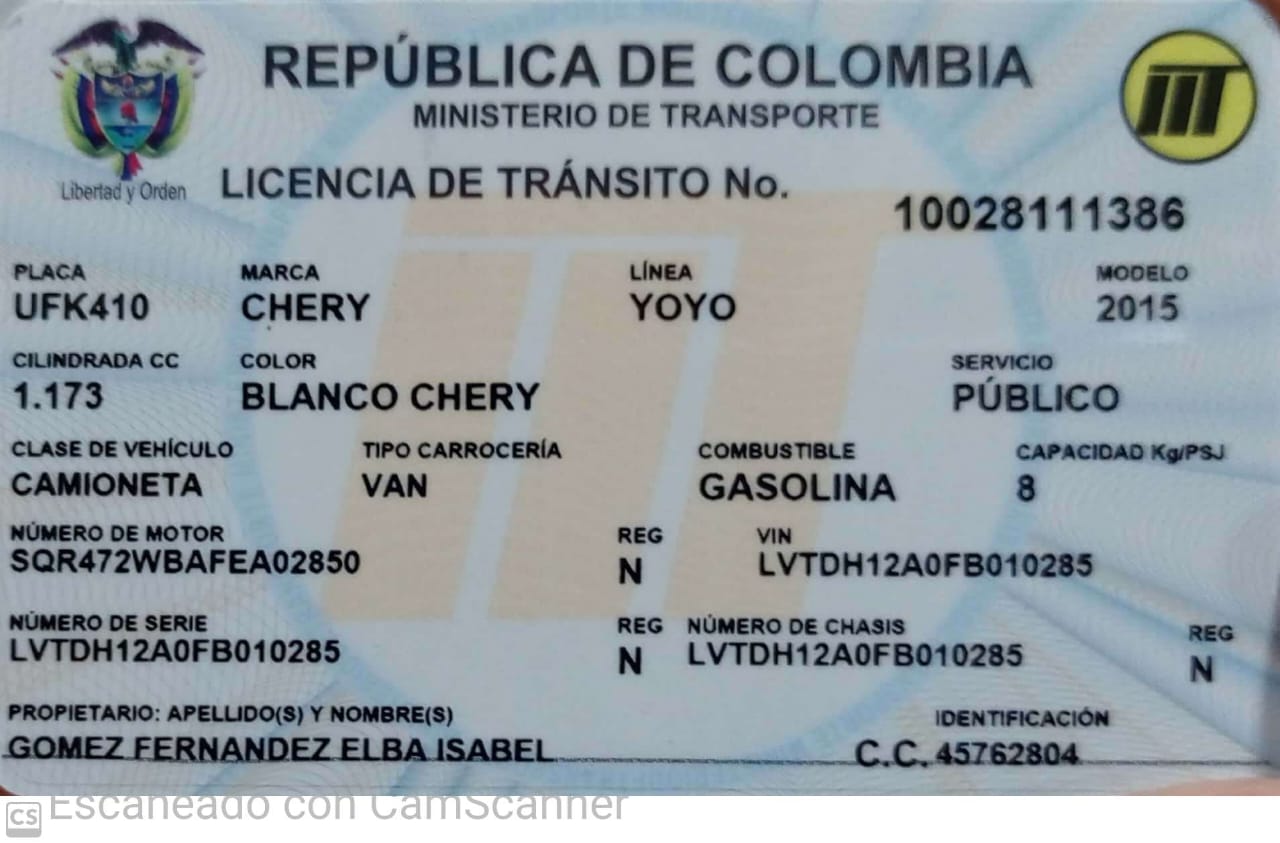 REPÚBLICA DE COLOMBIA
MINISTERIO DE TRANSPORTE
Libertad y Orden
LICENCIA DE TRÁNSITO No.
10028111386
PLACA MARCA LÍNEA MODELO
UFK410 CHERY YOYO 2015
CILINDRADA CC COLOR SERVICIO
1.173 BLANCO CHERY PÚBLICO
CLASE DE VEHÍCULO TIPO CARROCERÍA COMBUSTIBLE CAPACIDAD Kg/PSJ
CAMIONETA VAN GASOLINA 8
NÚMERO DE MOTOR REG VIN
SQR472WBAFEA02850 N LVTDH12A0FB010285
NÚMERO DE SERIE REG NÚMERO DE CHASIS REG
LVTDH12A0FB010285 N LVTDH12A0FB010285 N
PROPIETARIO: APELLIDO(S) Y NOMBRE(S) IDENTIFICACIÓN
GOMEZ FERNANDEZ ELBA ISABEL C.C. 45762804
CS Escaneado con CamScanner